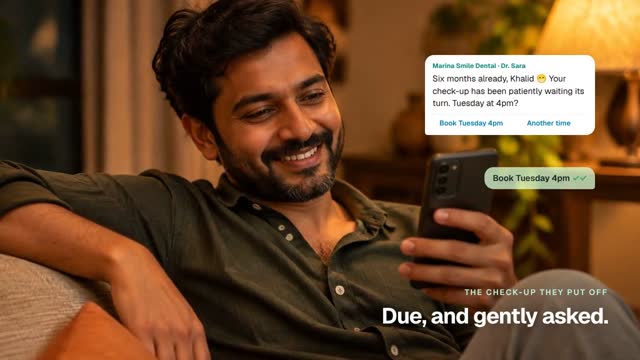 Marina Smile Dental · Dr. Sara
Six months already, Khalid 😁 Your
check-up has been patiently waiting its
turn. Tuesday at 4pm?
Book Tuesday 4pm
Another time
Book Tuesday 4pm ✓✓
THE CHECK-UP THEY PUT OFF
Due, and gently asked.